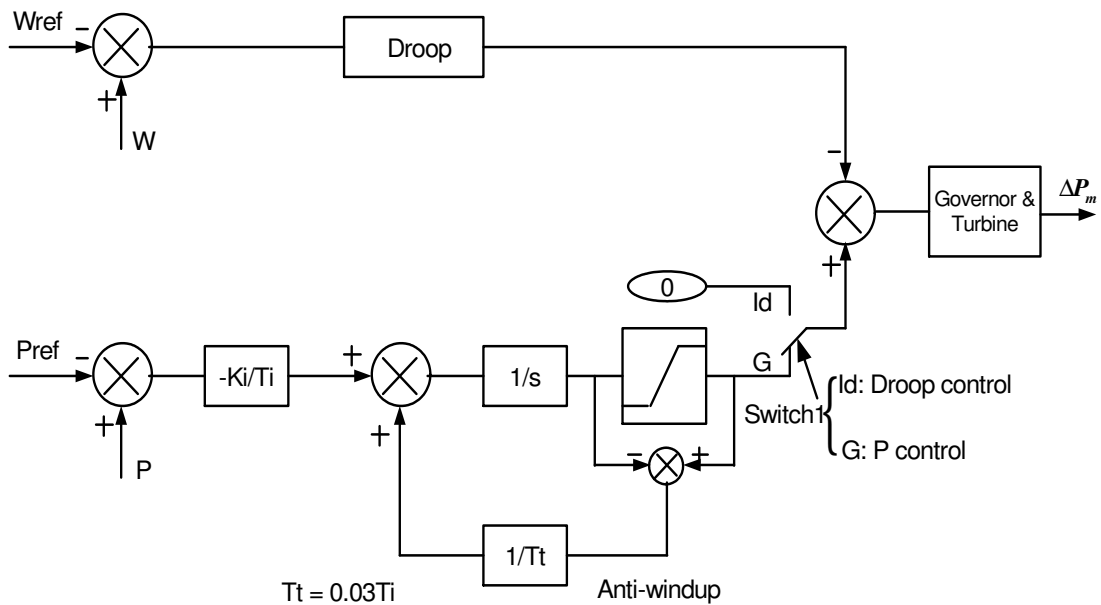 Wref
-
+
W
Droop
-
+
Governor &
Turbine
ΔPm
0
Id
Pref
-
+
P
-Ki/Ti
+
+
1/s
G
Switch1
{
Id: Droop control
G: P control
-
+
1/Tt
Tt = 0.03Ti
Anti-windup